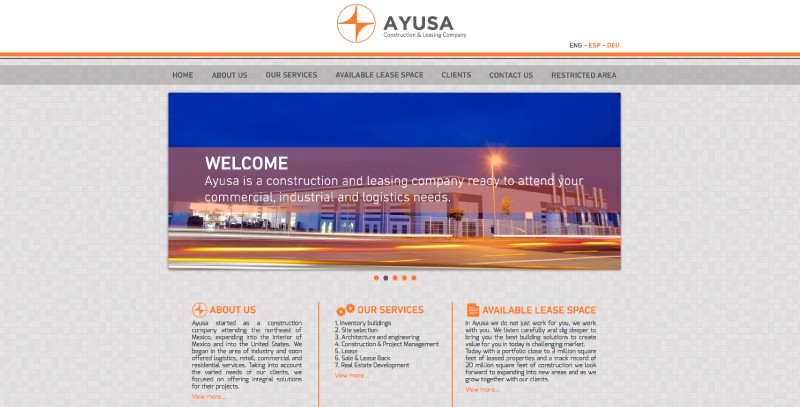 AYUSA
Construction & Leasing Company
ENG - ESP - DEU
HOME ABOUT US OUR SERVICES AVAILABLE LEASE SPACE CLIENTS CONTACT US RESTRICTED AREA
WELCOME
Ayusa is a construction and leasing company ready to attend your
commercial, industrial and logistics needs.
ABOUT US
Ayusa started as a construction
company attending the northeast of
Mexico, expanding into the interior of
Mexico and into the United States. We
began in the area of industry and soon
offered logistics, retail, commercial and
residential services. Taking into account
the varied needs of our clients, we
focused on offering integral solutions
for their projects.
View more...
OUR SERVICES
1. Inventory buildings
2. Site selection
3. Architecture and engineering
4. Construction & Project Management
5. Lease
6. Sale & Lease Back
7. Real Estate Development
View more...
AVAILABLE LEASE SPACE
In Ayusa we do not just work for you, we work
with you. We listen carefully and dig deeper to
bring you the best building solutions to create
value for you in today is challenging market.
Today with a portfolio close to 3 million square
feet of leased properties and a track record of
20 million square feet of construction we look
forward to expanding into new areas and as we
grow together with our clients.
View more...